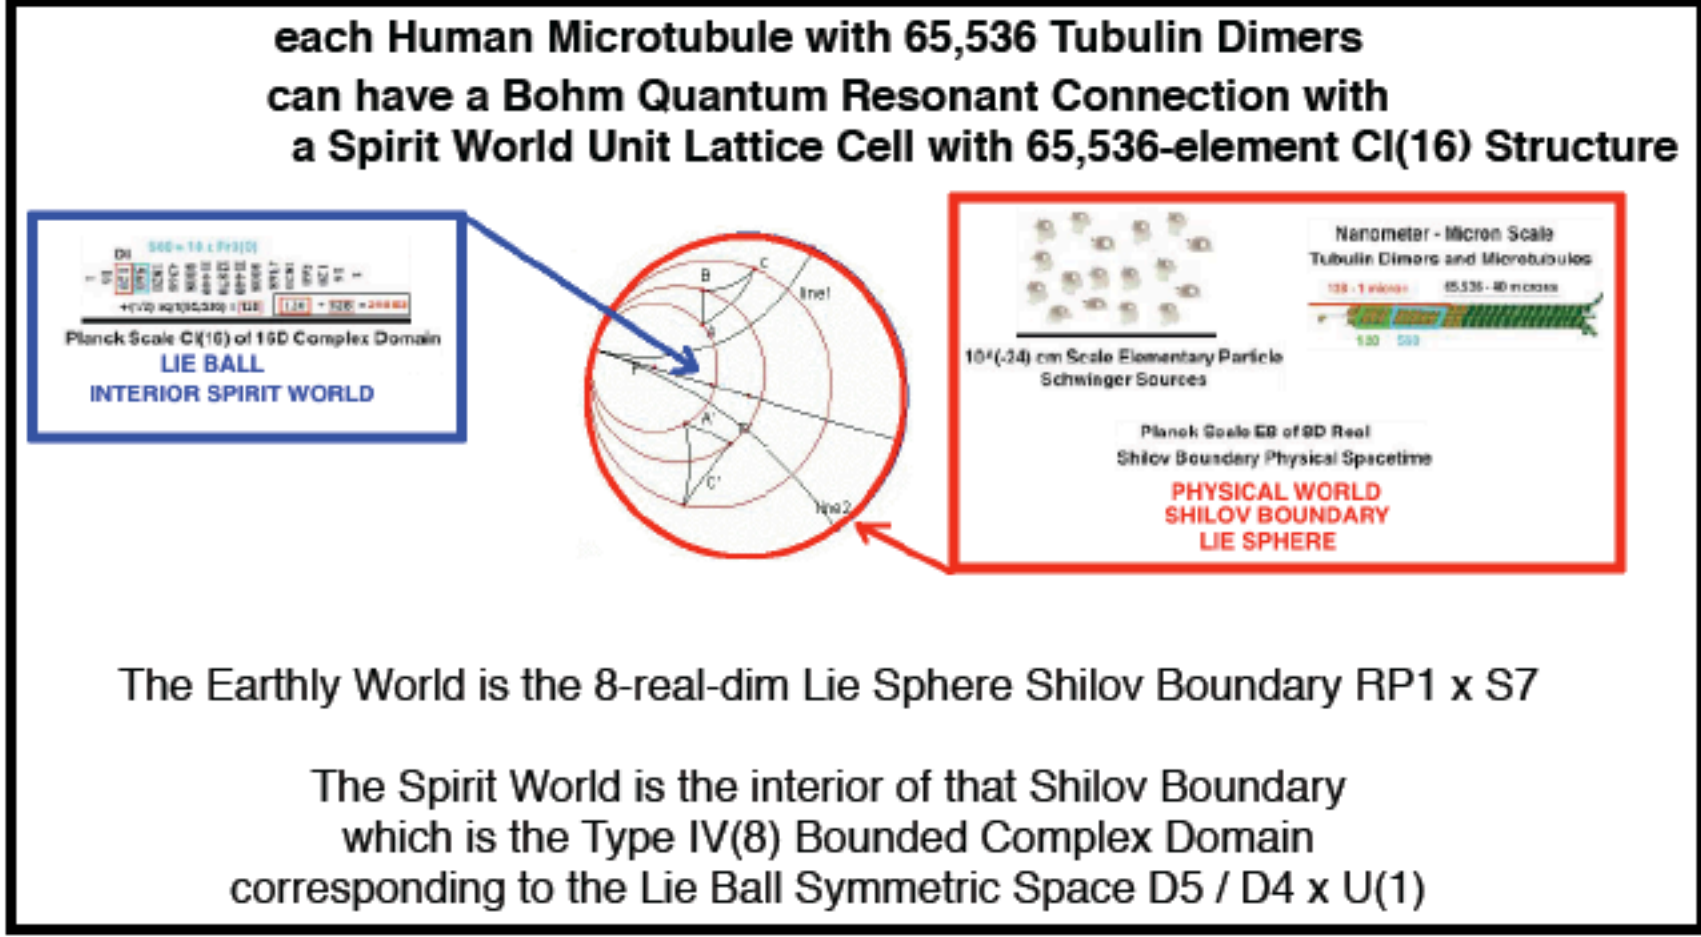 each Human Microtubule with 65,536 Tubulin Dimers
can have a Bohm Quantum Resonant Connection with
a Spirit World Unit Lattice Cell with 65,536-element Cl(16) Structure
Planck Scale Cl(16) of 16D Complex Domain
LIE BALL
INTERIOR SPIRIT WORLD
B
C
line1
A
P
A'
B'
C'
line2
10^(-24) cm Scale Elementary Particle
Schwinger Sources
Nanometer - Micron Scale
Tubulin Dimers and Microtubules
65,536 - 40 microns
Planck Scale E8 of 8D Real
Shilov Boundary Physical Spacetime
PHYSICAL WORLD
SHILOV BOUNDARY
LIE SPHERE
The Earthly World is the 8-real-dim Lie Sphere Shilov Boundary RP1 x S7
The Spirit World is the interior of that Shilov Boundary
which is the Type IV(8) Bounded Complex Domain
corresponding to the Lie Ball Symmetric Space D5 / D4 x U(1)